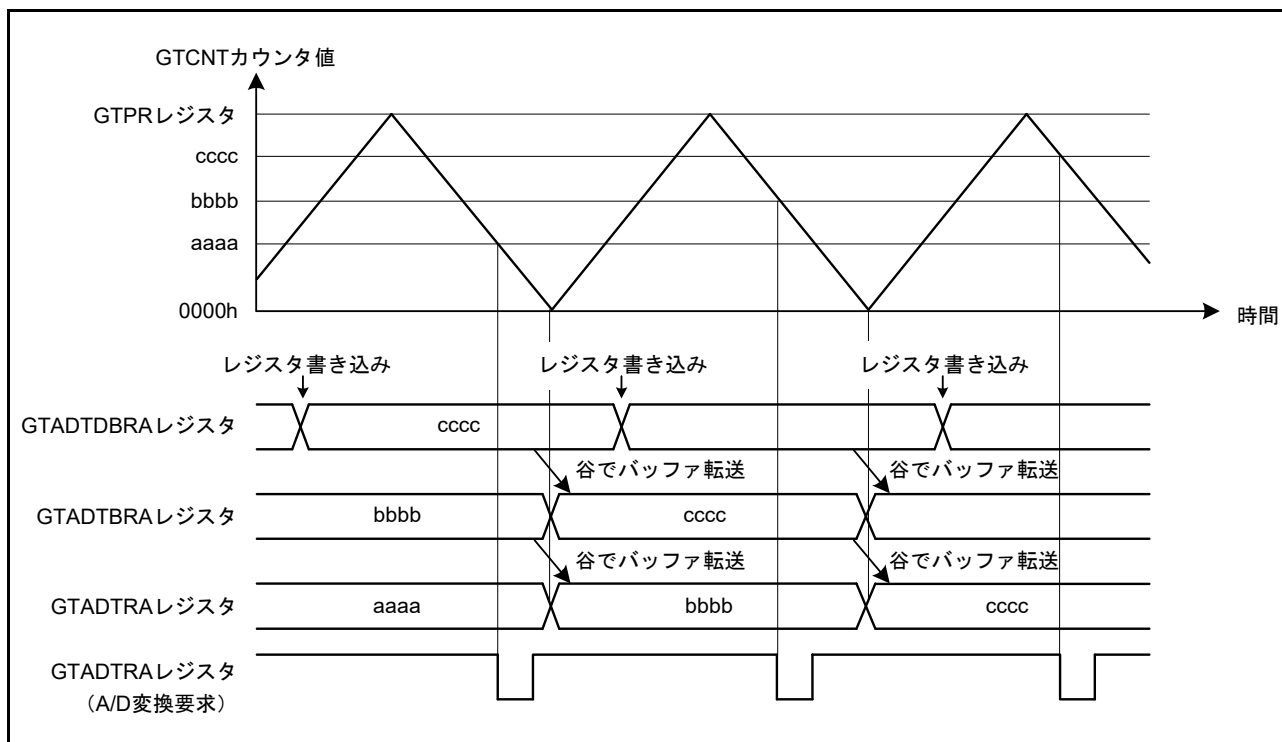 GTCNTカウンタ値
GTPRレジスタ
cccc
bbbb
aaaa
0000h
時間
レジスタ書き込み レジスタ書き込み レジスタ書き込み
GTADTDBRAレジスタ cccc
谷でバッファ転送 谷でバッファ転送
GTADTBRAレジスタ bbbb cccc
谷でバッファ転送 谷でバッファ転送
GTADTRAレジスタ aaaa bbbb cccc
GTADTRAレジスタ
（A/D変換要求）